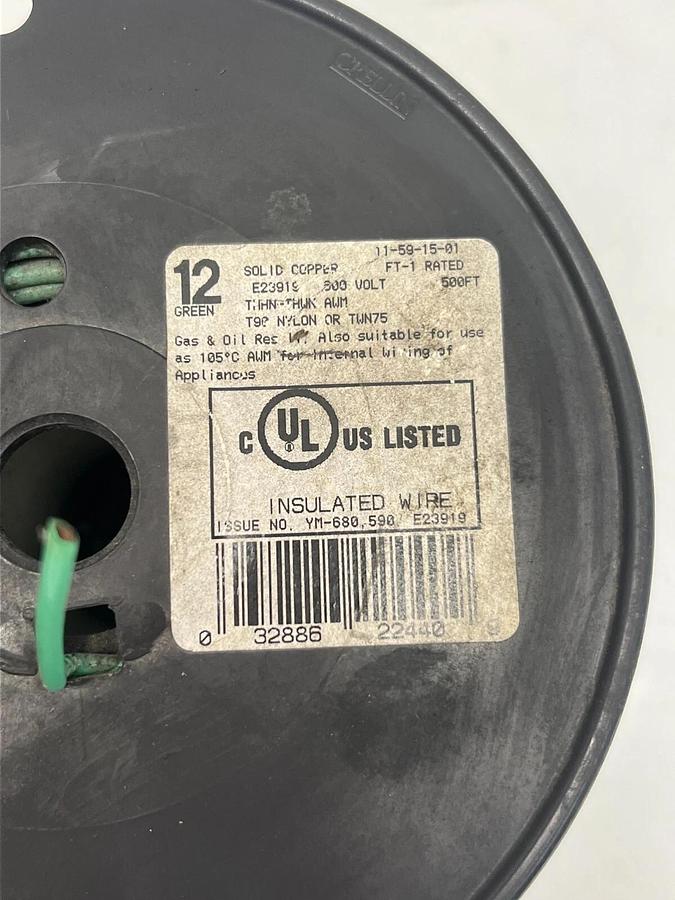 11-59-15-01
12 SOLID COPPER FT-1 RATED
GREEN E23919 600 VOLT 500FT
THHN-THWN AWM
T90 NYLON OR TWN75
Gas & Oil Res Also suitable for use
as 105°C AWM for internal wiring of
Appliances
C UL ® US LISTED
INSULATED WIRE
ISSUE NO. YM-680,590 E23919
0 32886 22440